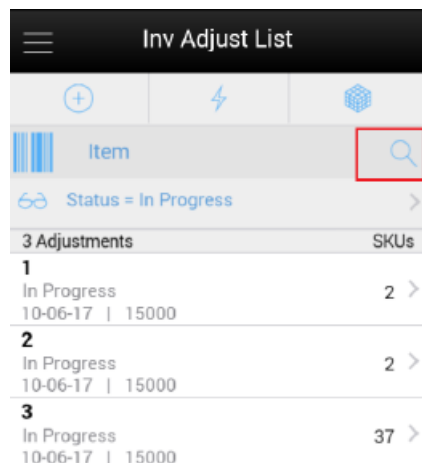 Inv Adjust List
Item
Status = In Progress
3 Adjustments SKUs
1
In Progress 2
10-06-17 | 15000
2
In Progress 2
10-06-17 | 15000
3
In Progress 37
10-06-17 | 15000